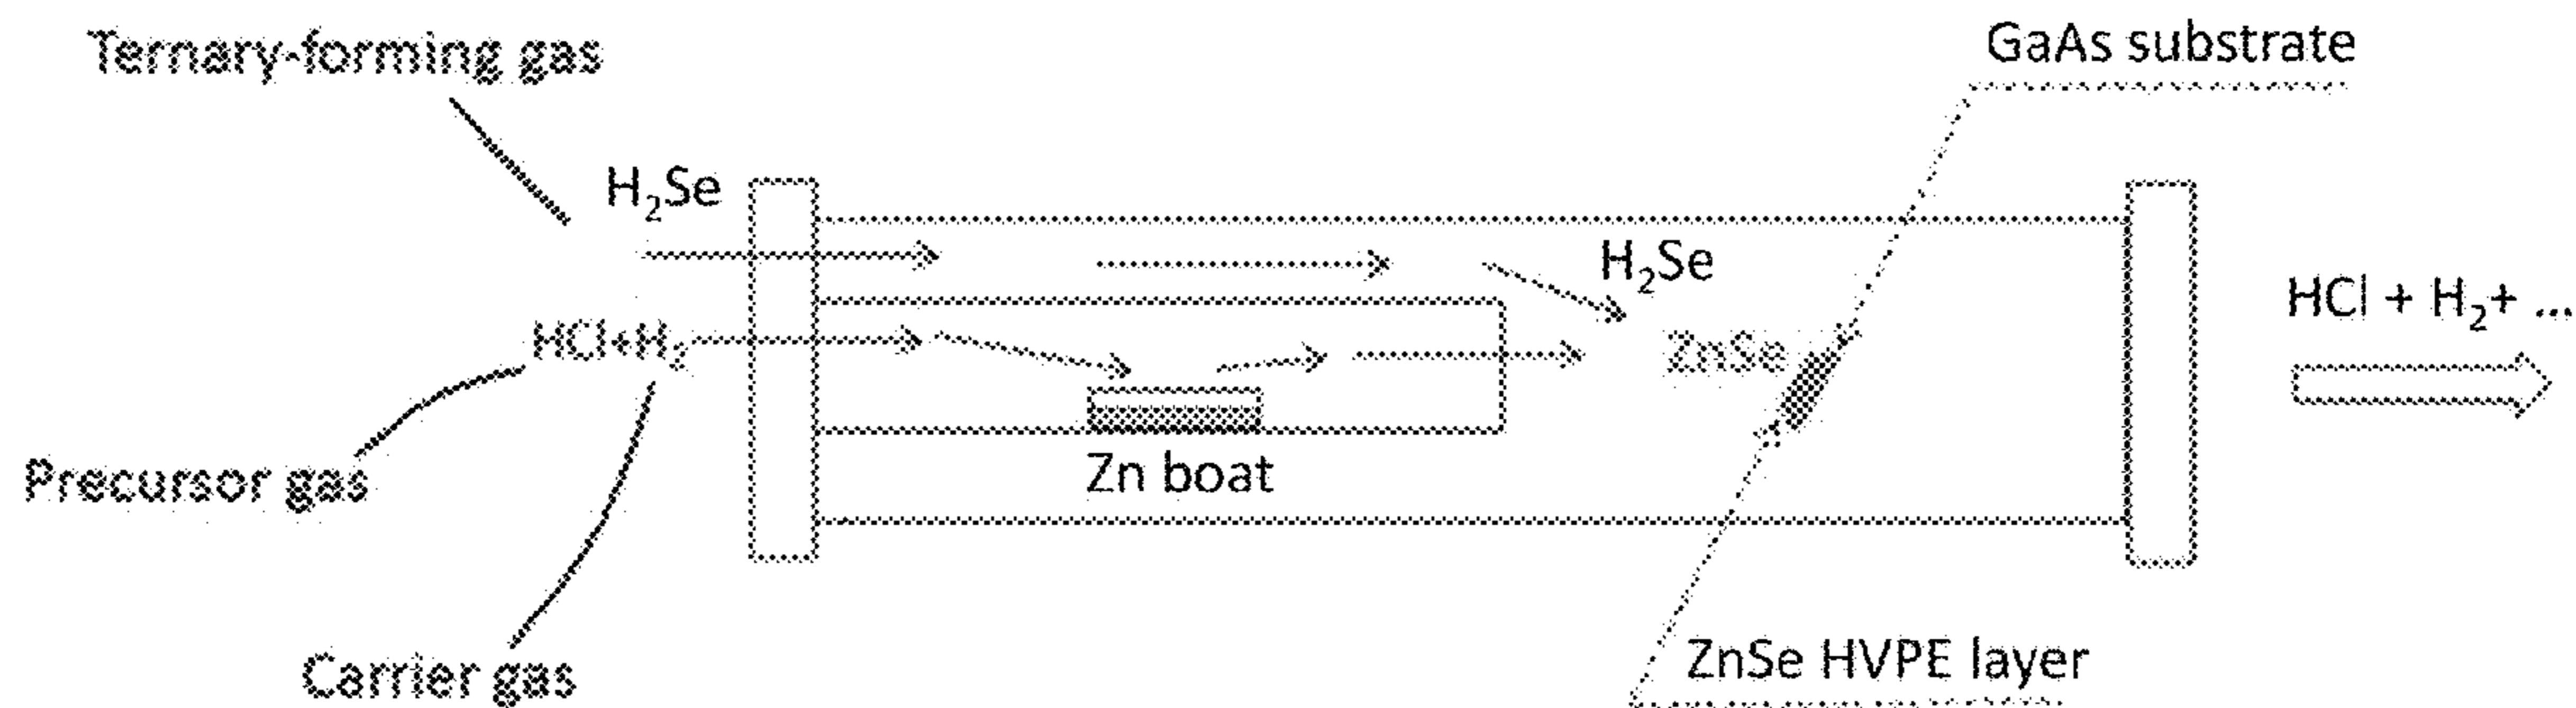 Ternary-forming gas
GaAs substrate
H₂Se
H₂Se
HCl + H₂+ ...
HCl+H₂
ZnSe
Precursor gas
Zn boat
Carrier gas
ZnSe HVPE layer